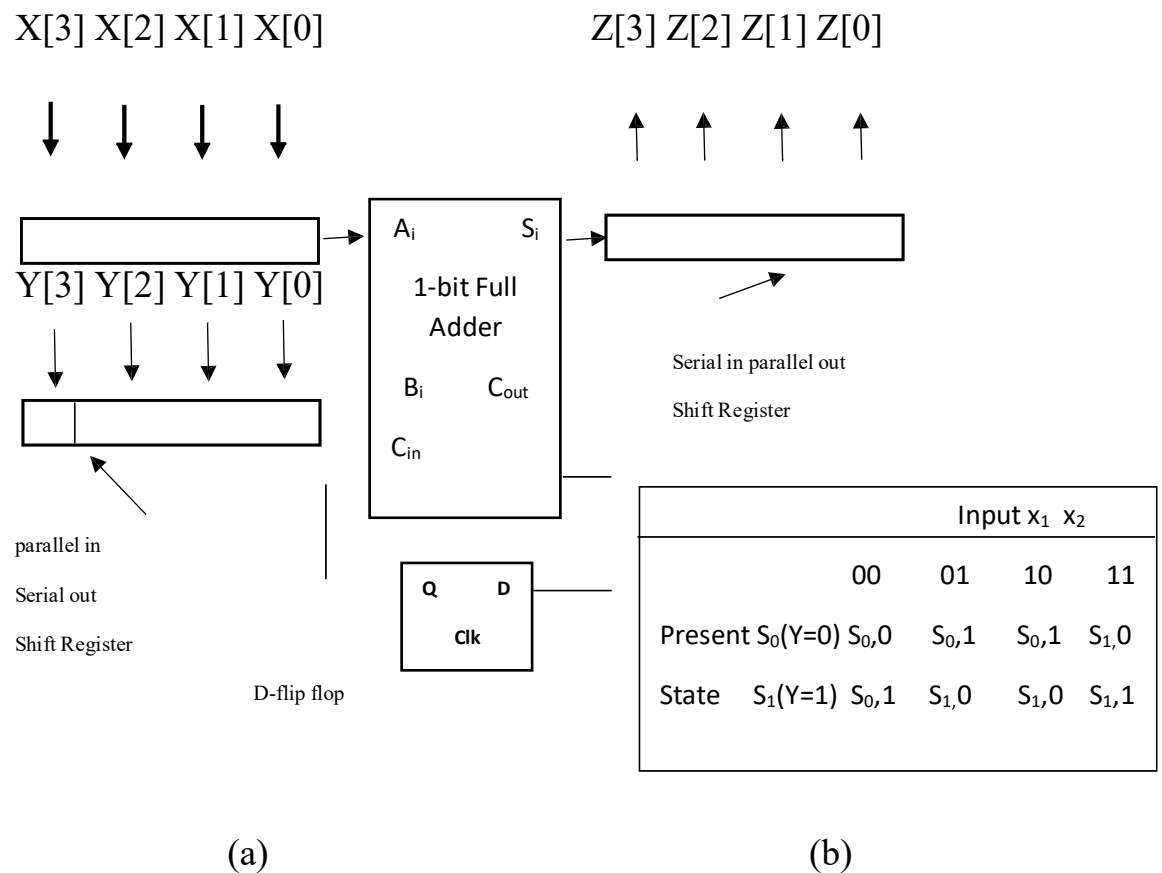 X[3] X[2] X[1] X[0]
Z[3] Z[2] Z[1] Z[0]
Aᵢ Sᵢ
1-bit Full
Adder
Bᵢ Cₒᵤₜ
Cᵢₙ
Y[3] Y[2] Y[1] Y[0]
Serial in parallel out
Shift Register
parallel in
Serial out
Shift Register
Q D
Clk
D-flip flop
Input x₁ x₂
00 01 10 11
Present S₀(Y=0) S₀,0 S₀,1 S₀,1 S₁,0
State S₁(Y=1) S₀,1 S₁,0 S₁,0 S₁,1
(a)
(b)